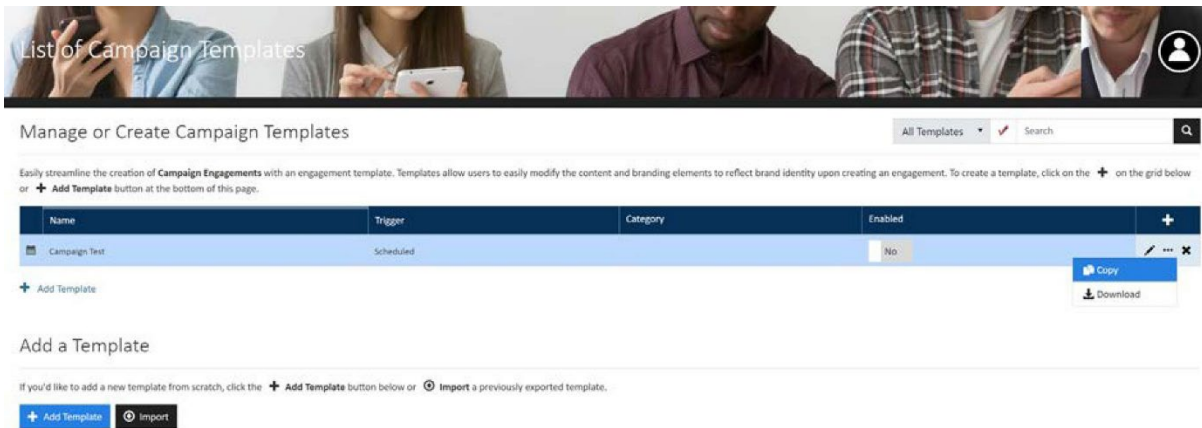 List of Campaign Templates
Manage or Create Campaign Templates
All Templates
Search
Easily streamline the creation of Campaign Engagements with an engagement template. Templates allow users to easily modify the content and branding elements to reflect brand identity upon creating an engagement. To create a template, click on the + on the grid below
or + Add Template button at the bottom of this page.
Name Trigger Category Enabled +
Campaign Test Scheduled No
Copy
Download
+ Add Template
Add a Template
If you'd like to add a new template from scratch, click the + Add Template button below or Import a previously exported template.
+ Add Template Import